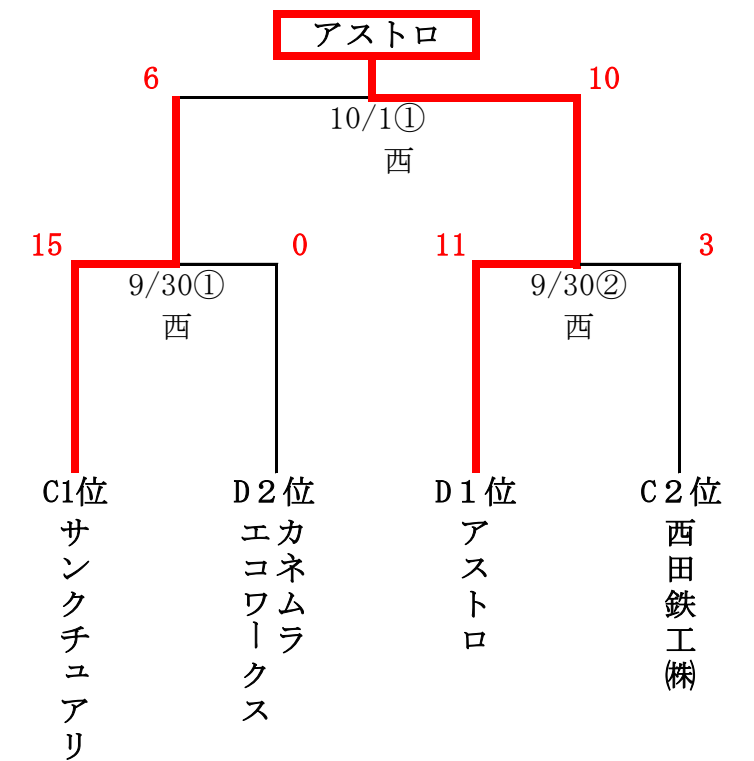 アストロ
6
10
10/1①
西
15
0
11
3
9/30①
西
9/30②
西
C1位
D２位
D１位
C２位
サンクチュアリ
カネムラ
エコワークス
アストロ
西田鉄工㈱